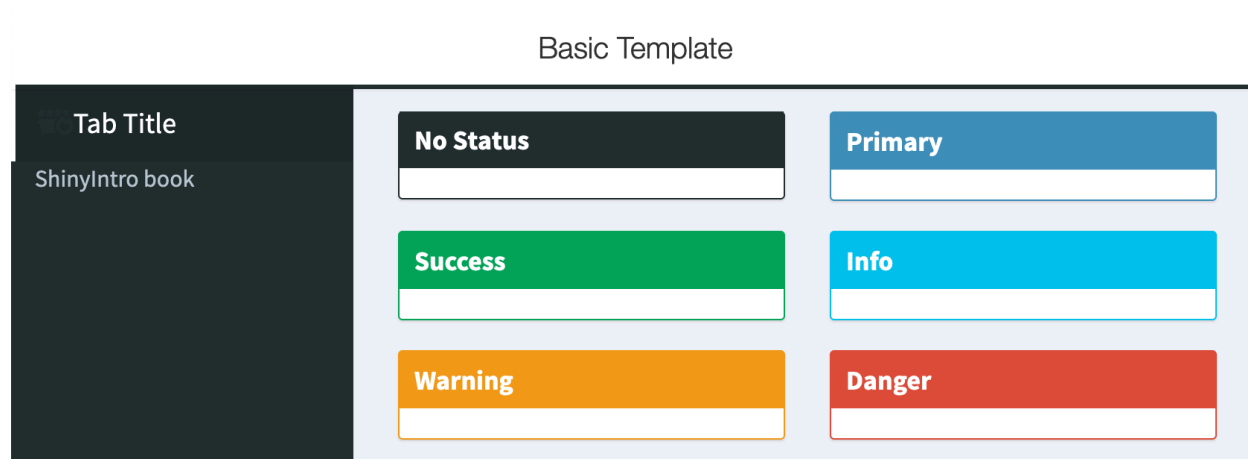 Basic Template
Tab Title
ShinyIntro book
No Status
Primary
Success
Info
Warning
Danger